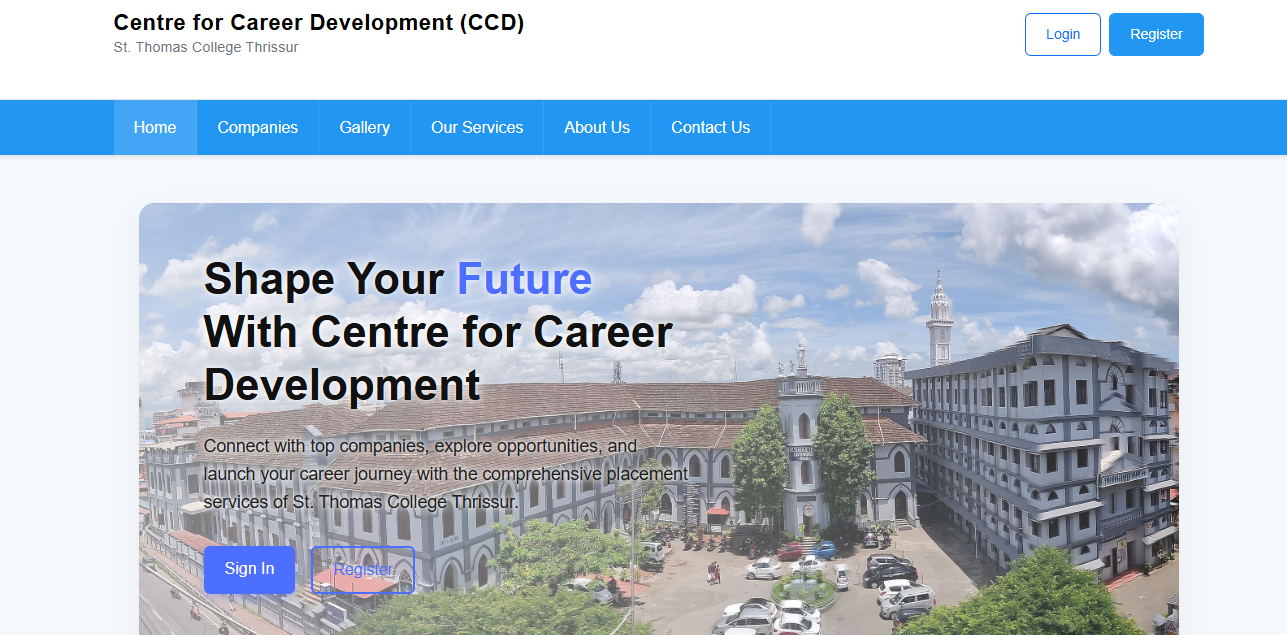 Centre for Career Development (CCD)
St. Thomas College Thrissur
Login
Register
Home
Companies
Gallery
Our Services
About Us
Contact Us
Shape Your Future
With Centre for Career
Development
Connect with top companies, explore opportunities, and
launch your career journey with the comprehensive placement
services of St. Thomas College Thrissur.
Sign In
Register